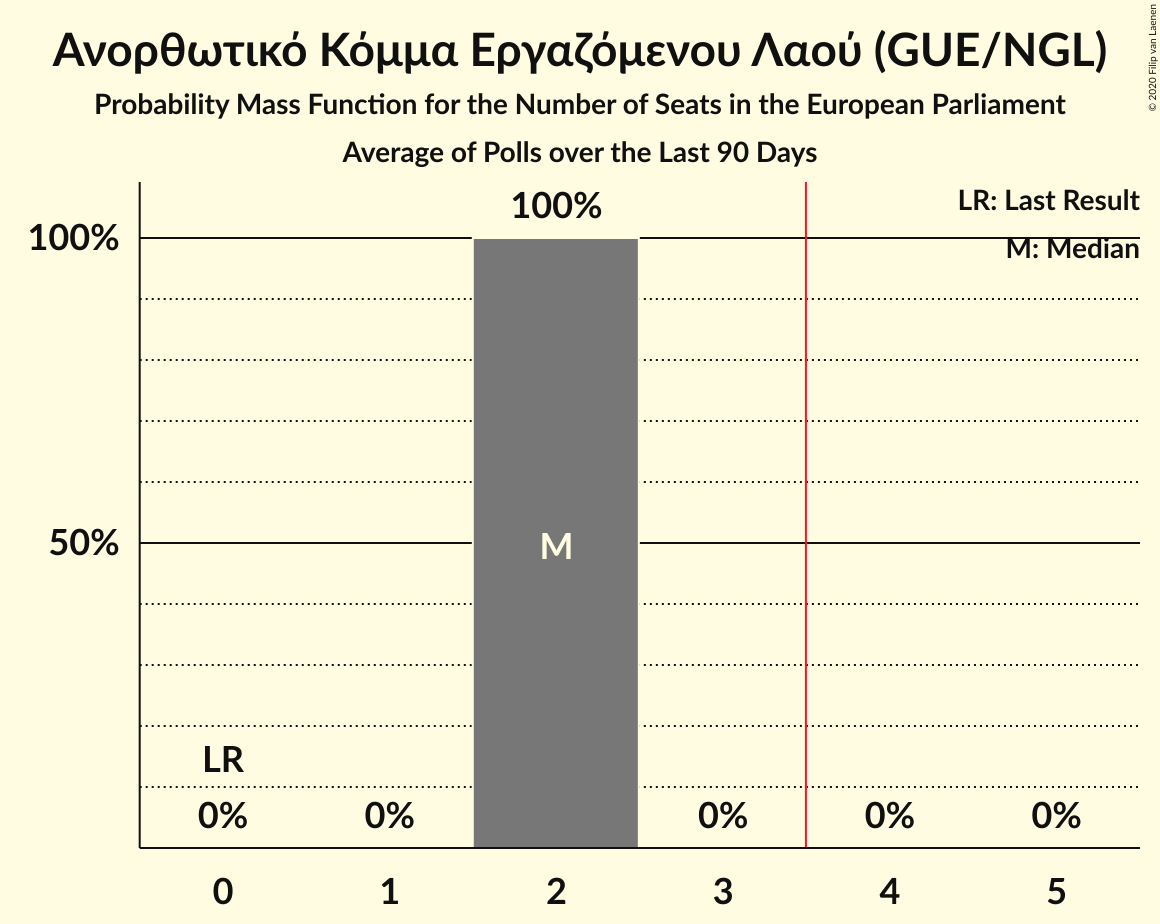 Ανορθωτικό Κόμμα Εργαζόμενου Λαού (GUE/NGL)
Probability Mass Function for the Number of Seats in the European Parliament
Average of Polls over the Last 90 Days
© 2020 Filip van Laenen
LR: Last Result
M: Median
100%
100%
50%
M
LR
0%
0%
0%
0%
0%
0
1
2
3
4
5